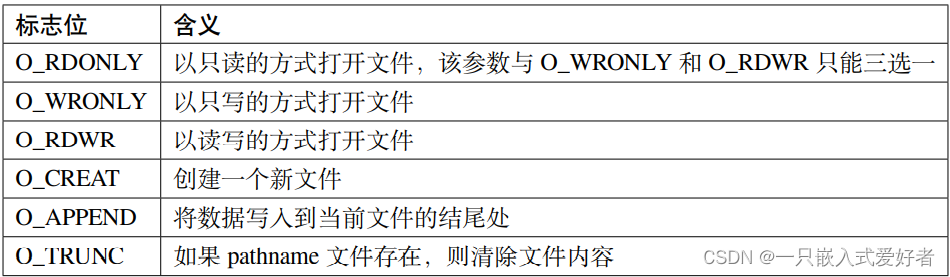 标志位 含义
O_RDONLY 以只读的方式打开文件，该参数与 O_WRONLY 和 O_RDWR 只能三选一
O_WRONLY 以只写的方式打开文件
O_RDWR 以读写的方式打开文件
O_CREAT 创建一个新文件
O_APPEND 将数据写入到当前文件的结尾处
O_TRUNC 如果 pathname 文件存在，则清除文件内容
CSDN @一只嵌入式爱好者